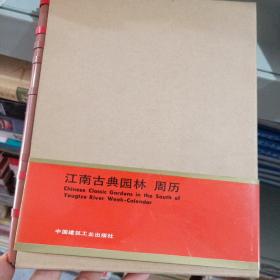 江南古典园林 周历
Chinese Classic Gardens in the South of
Yangtze River Week-Calendar
中国建筑工业出版社